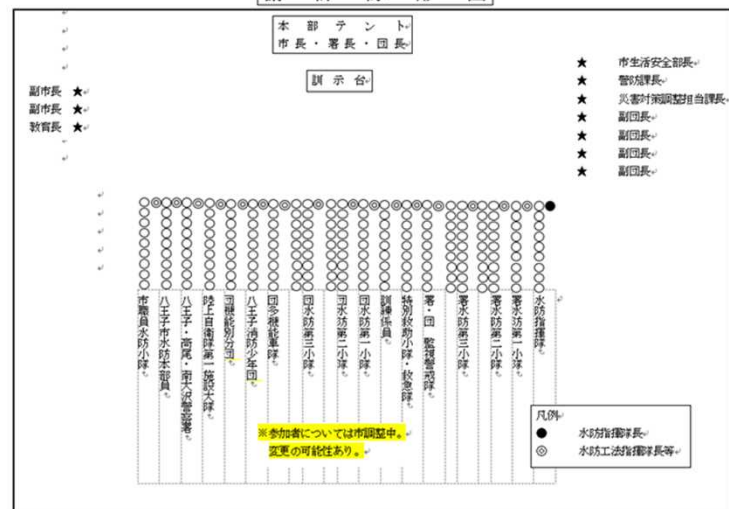 本部テント
市長・署長・団長
訓示台
副市長 ★
副市長 ★
教育長 ★
★ 市生活安全部長
★ 警防課長
★ 災害対策調整担当課長
★ 副団長
★ 副団長
★ 副団長
★ 副団長
水防指揮隊
署水防第一小隊
署水防第二小隊
署水防第三小隊
署・団 監視警戒隊
特別救助小隊・救急隊
訓練係員
団水防第一小隊
団水防第二小隊
団水防第三小隊
団多機能車隊
八王子消防少年団
団機能別分団
陸上自衛隊第一施設大隊
八王子・高尾・南大沢警察署
八王子市水防本部員
市職員水防小隊
※参加者については市調整中。
変更の可能性あり。
凡例
● 水防指揮隊長
◎ 水防工法指揮隊長等